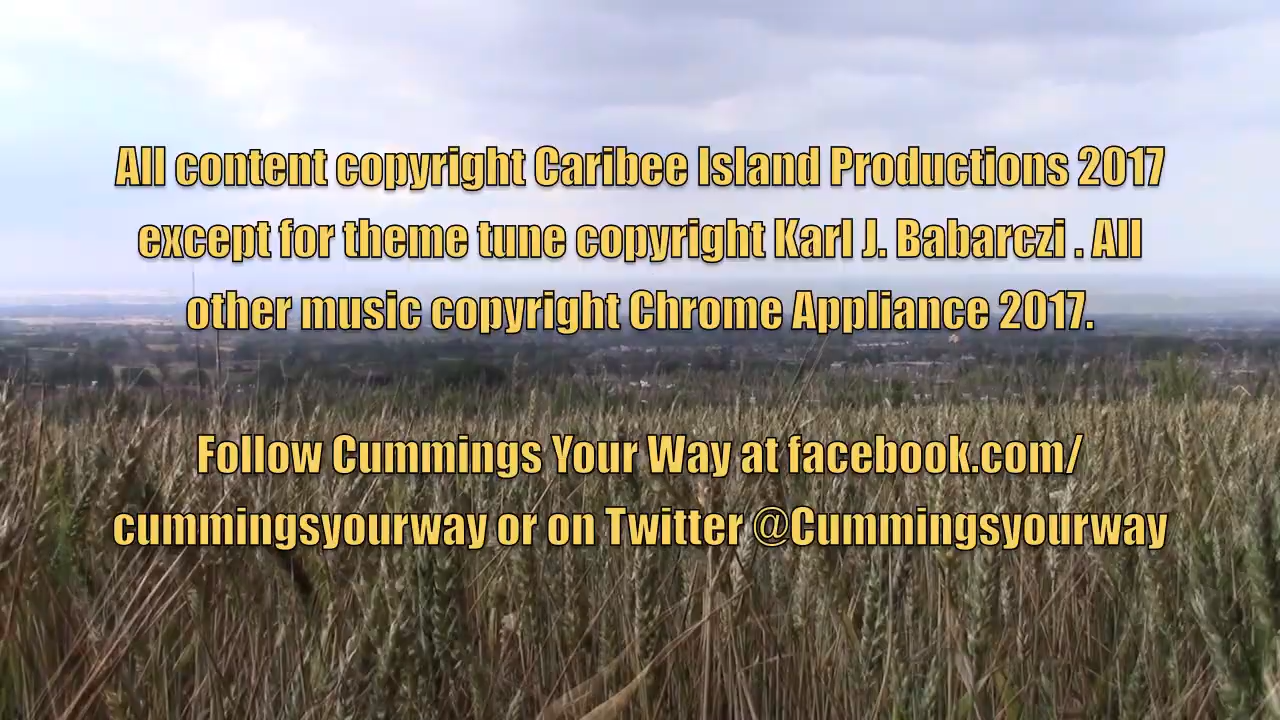 All content copyright Caribee Island Productions 2017
except for theme tune copyright Karl J. Babarczi . All
other music copyright Chrome Appliance 2017.
Follow Cummings Your Way at facebook.com/
cummingsyourway or on Twitter @Cummingsyourway